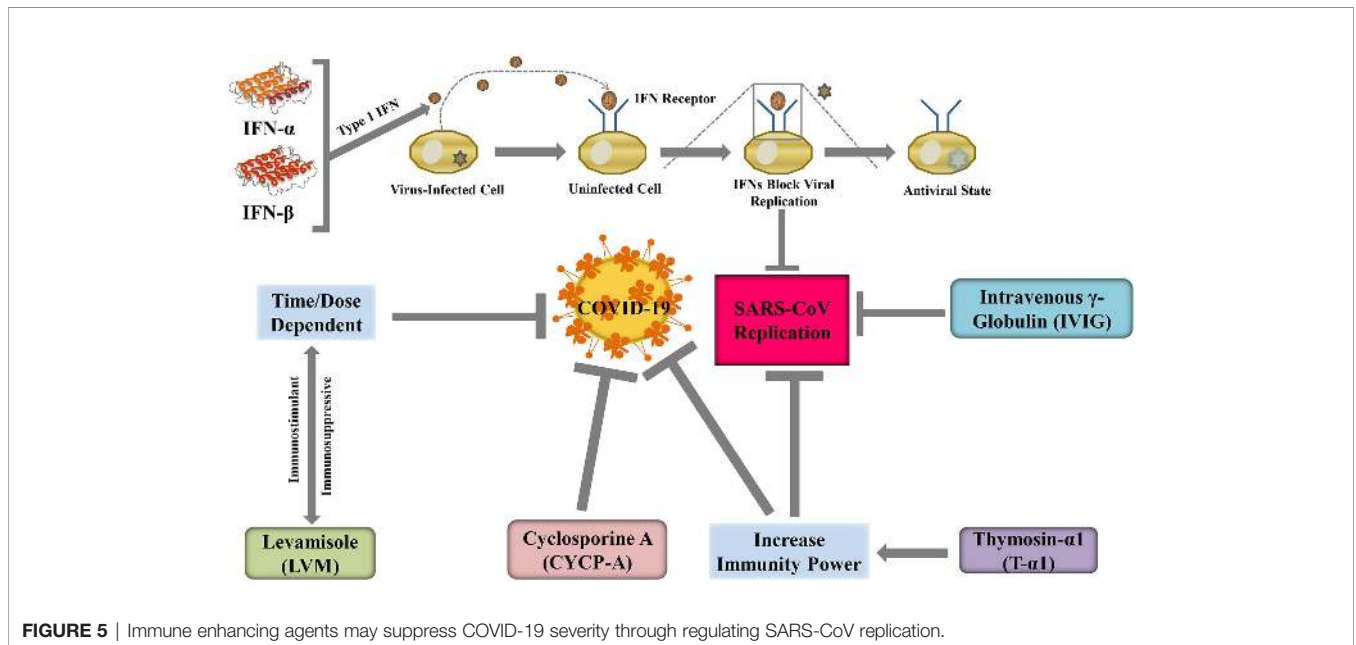 IFN-α
IFN-β
Type 1 IFN
IFN Receptor
Virus-Infected Cell
Uninfected Cell
IFNs Block Viral
Replication
Antiviral State
Time/Dose
Dependent
COVID-19
SARS-CoV
Replication
Intravenous γ-
Globulin (IVIG)
Immunostimulant
Immunosuppressive
Levamisole
(LVM)
Cyclosporine A
(CYCP-A)
Increase
Immunity Power
Thymosin-α1
(T-α1)
FIGURE 5 | Immune enhancing agents may suppress COVID-19 severity through regulating SARS-CoV replication.